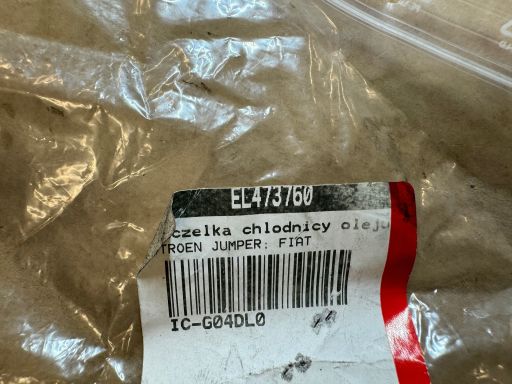 EL473760
czelka chlodnicy oleju
TROEN JUMPER; FIAT
IC-G04DL0